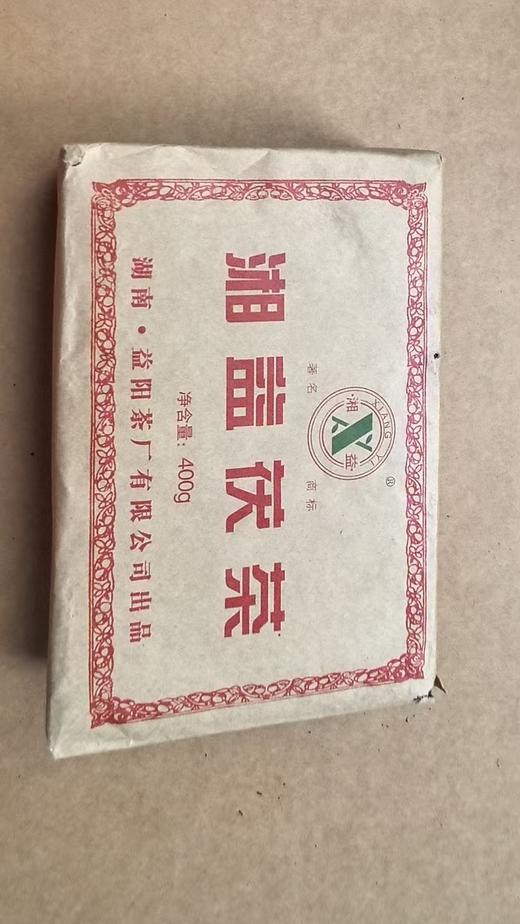 XIANG YI
湘 益
®
著名 商标
湘益茯茶
净含量：400g
湖南·益阳茶厂有限公司出品